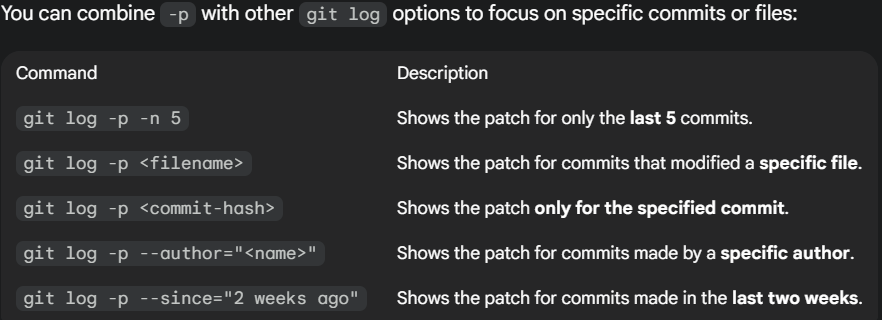 You can combine -p with other git log options to focus on specific commits or files:
Command Description
git log -p -n 5 Shows the patch for only the last 5 commits.
git log -p <filename> Shows the patch for commits that modified a specific file.
git log -p <commit-hash> Shows the patch only for the specified commit.
git log -p --author="<name>" Shows the patch for commits made by a specific author.
git log -p --since="2 weeks ago" Shows the patch for commits made in the last two weeks.